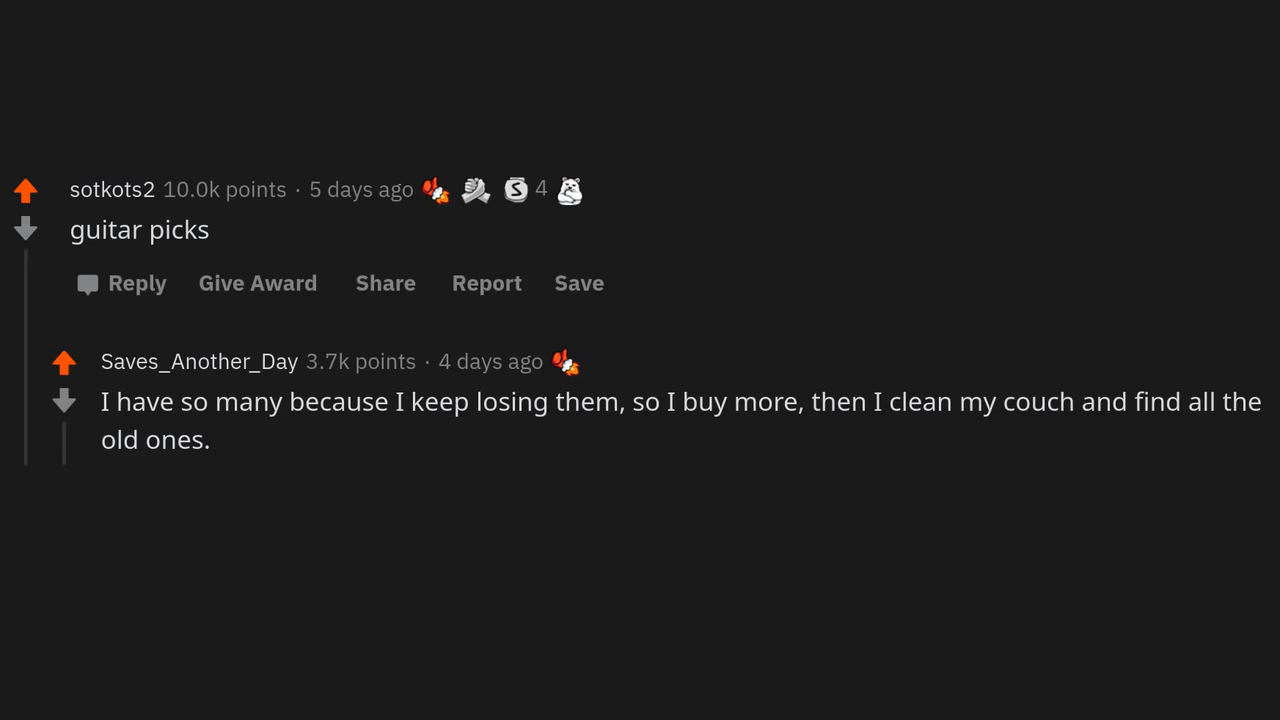 sotkots2 10.0k points · 5 days ago 4
guitar picks
Reply Give Award Share Report Save
Saves_Another_Day 3.7k points · 4 days ago
I have so many because I keep losing them, so I buy more, then I clean my couch and find all the
old ones.